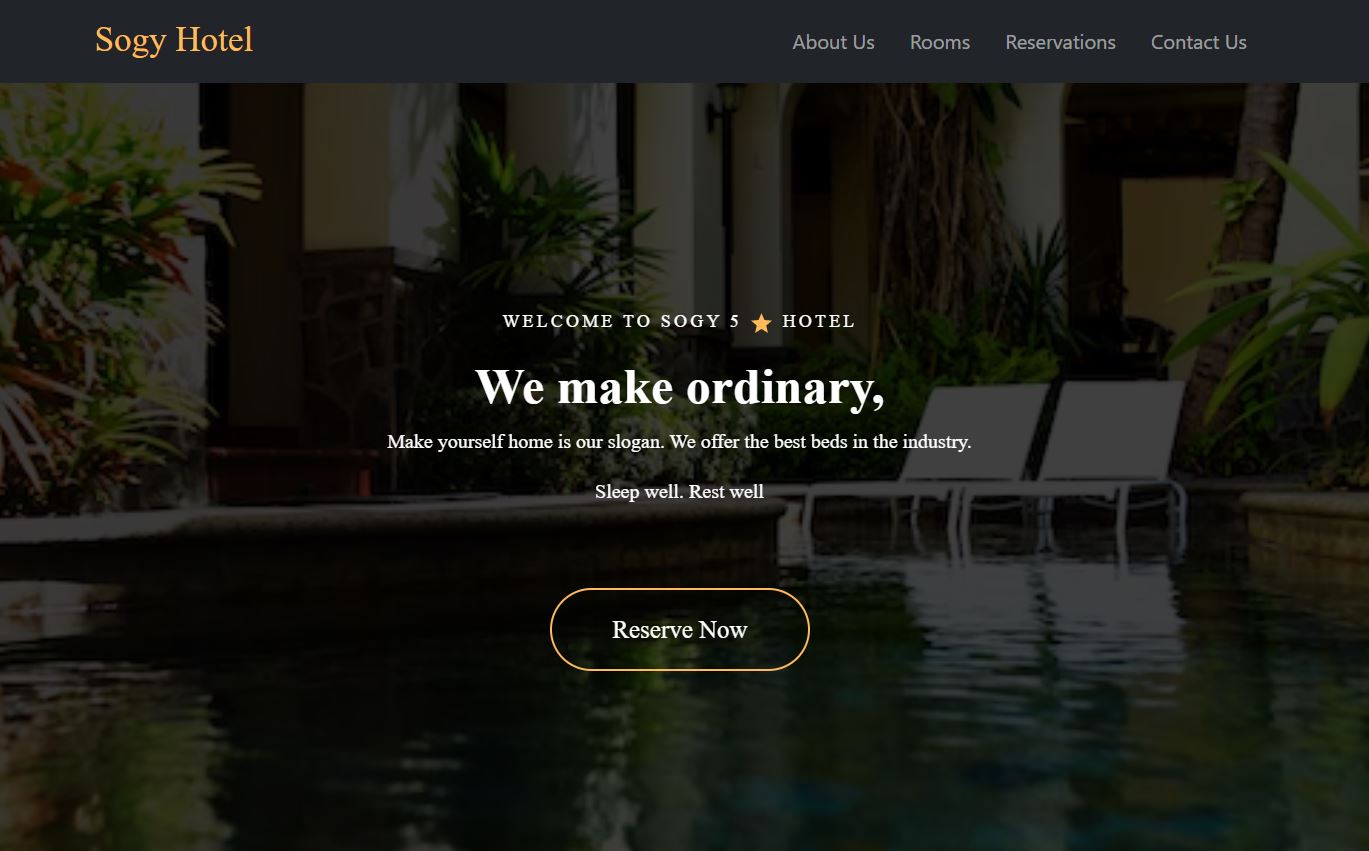 Sogy Hotel
About Us Rooms Reservations Contact Us
WELCOME TO SOGY 5 ★ HOTEL
We make ordinary,
Make yourself home is our slogan. We offer the best beds in the industry.
Sleep well. Rest well
Reserve Now